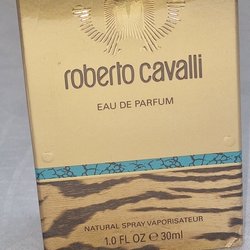 roberto cavalli
EAU DE PARFUM
NATURAL SPRAY VAPORISATEUR
1.0 FL OZ ℮ 30ml